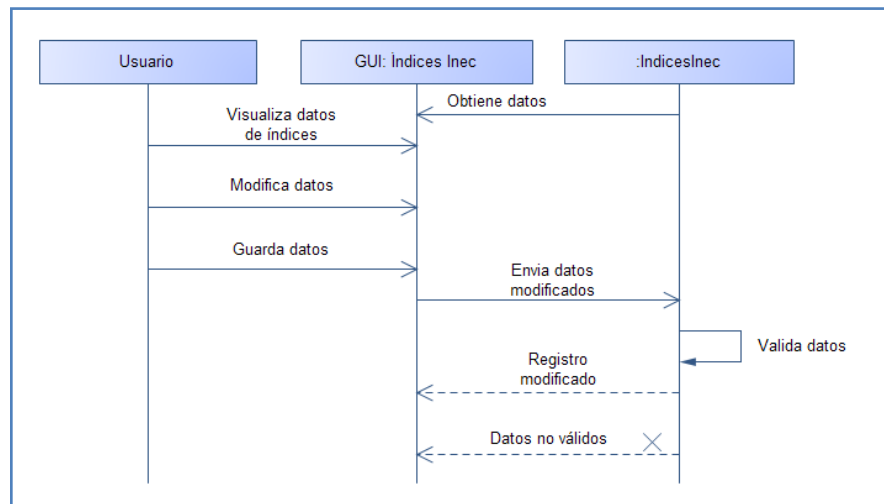 Usuario
GUI: Índices Inec
:IndicesInec
Obtiene datos
Visualiza datos
de índices
Modifica datos
Guarda datos
Envia datos
modificados
Valida datos
Registro
modificado
Datos no válidos